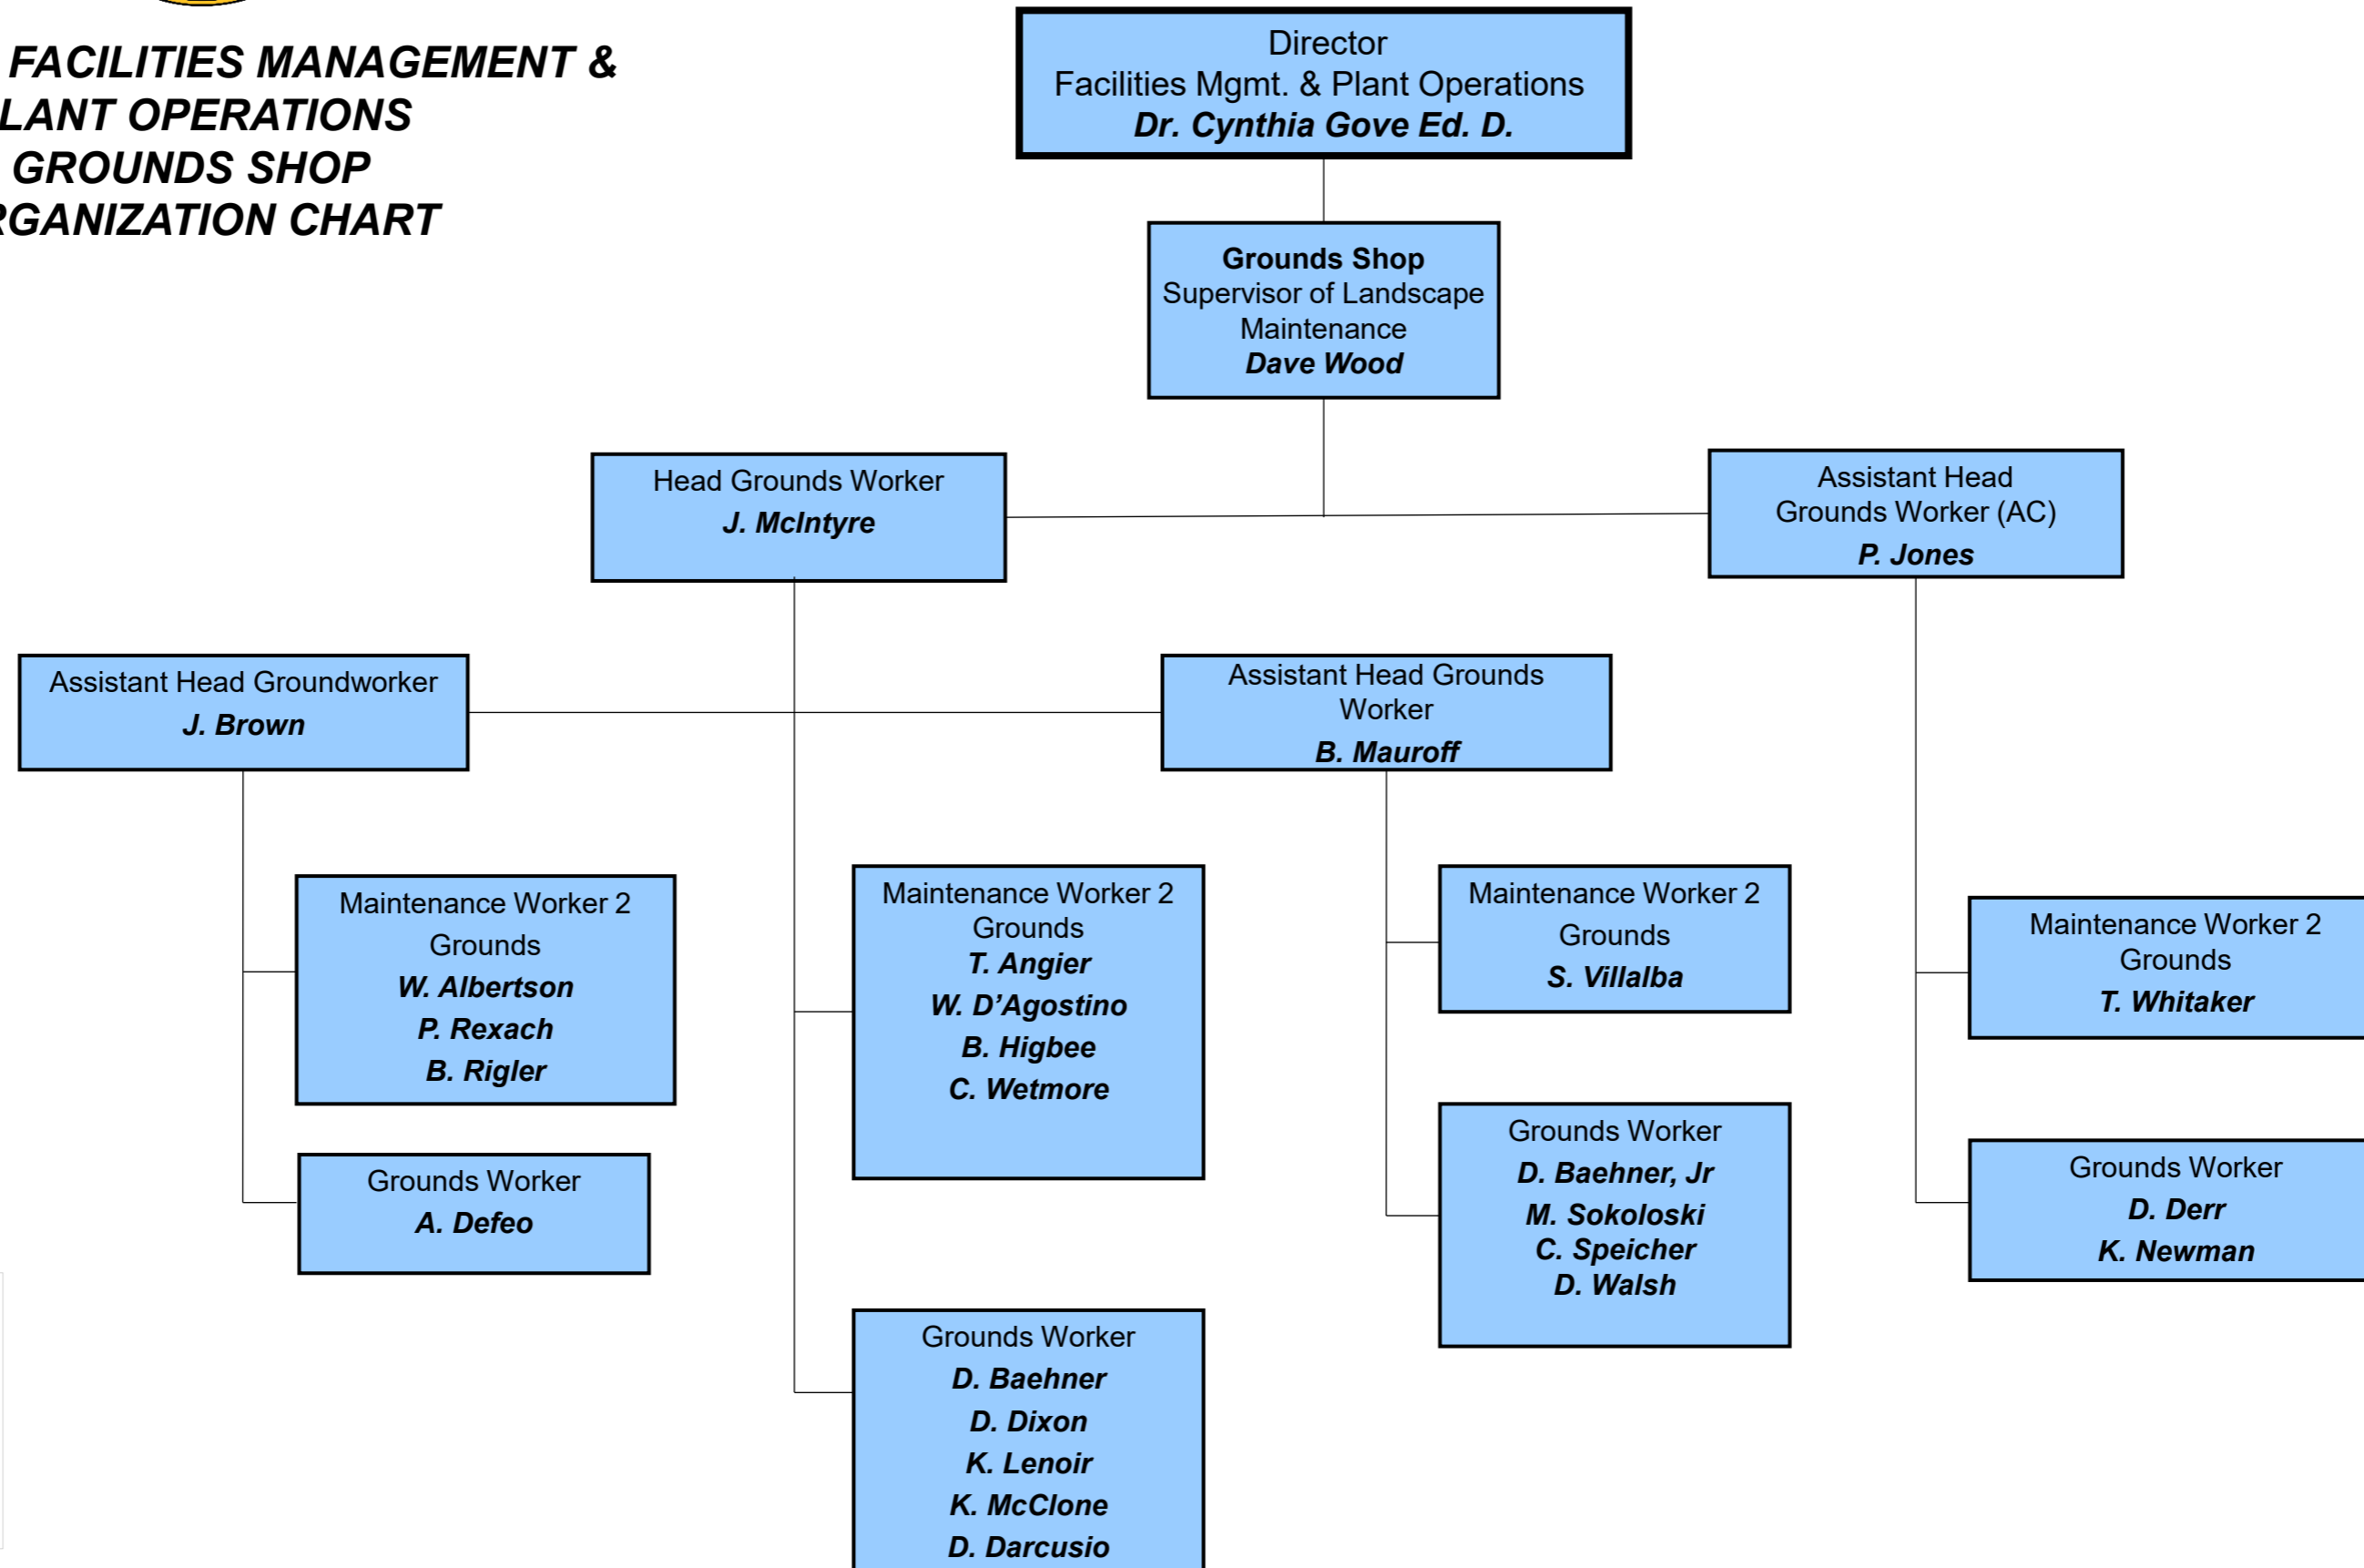 FACILITIES MANAGEMENT &
LANT OPERATIONS
GROUNDS SHOP
RGANIZATION CHART
Director
Facilities Mgmt. & Plant Operations
Dr. Cynthia Gove Ed. D.
Grounds Shop
Supervisor of Landscape
Maintenance
Dave Wood
Head Grounds Worker
J. McIntyre
Assistant Head
Grounds Worker (AC)
P. Jones
Assistant Head Groundworker
J. Brown
Assistant Head Grounds
Worker
B. Mauroff
Maintenance Worker 2
Grounds
W. Albertson
P. Rexach
B. Rigler
Grounds Worker
A. Defeo
Maintenance Worker 2
Grounds
T. Angier
W. D’Agostino
B. Higbee
C. Wetmore
Grounds Worker
D. Baehner
D. Dixon
K. Lenoir
K. McClone
D. Darcusio
Maintenance Worker 2
Grounds
S. Villalba
Grounds Worker
D. Baehner, Jr
M. Sokoloski
C. Speicher
D. Walsh
Maintenance Worker 2
Grounds
T. Whitaker
Grounds Worker
D. Derr
K. Newman